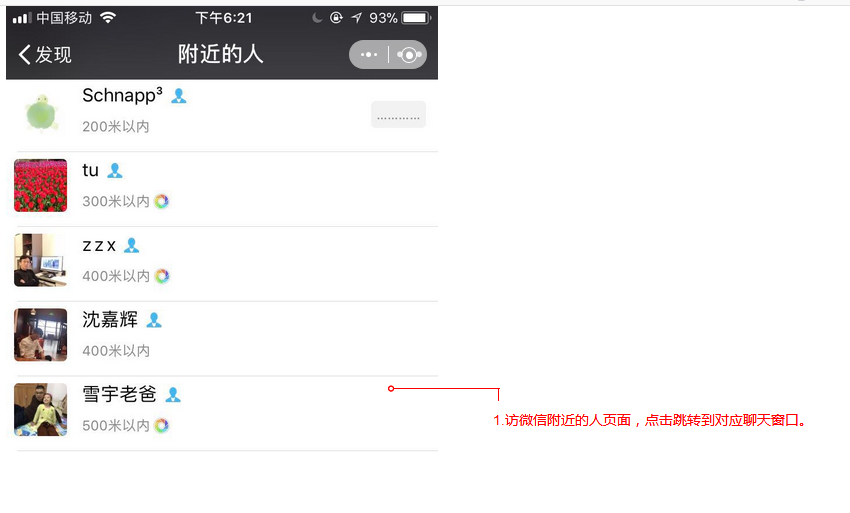 中国移动 下午6:21 93%
发现 附近的人
Schnapp³
200米以内 …………
tu
300米以内
z z x
400米以内
沈嘉辉
400米以内
雪宇老爸
500米以内
1.访微信附近的人页面，点击跳转到对应聊天窗口。